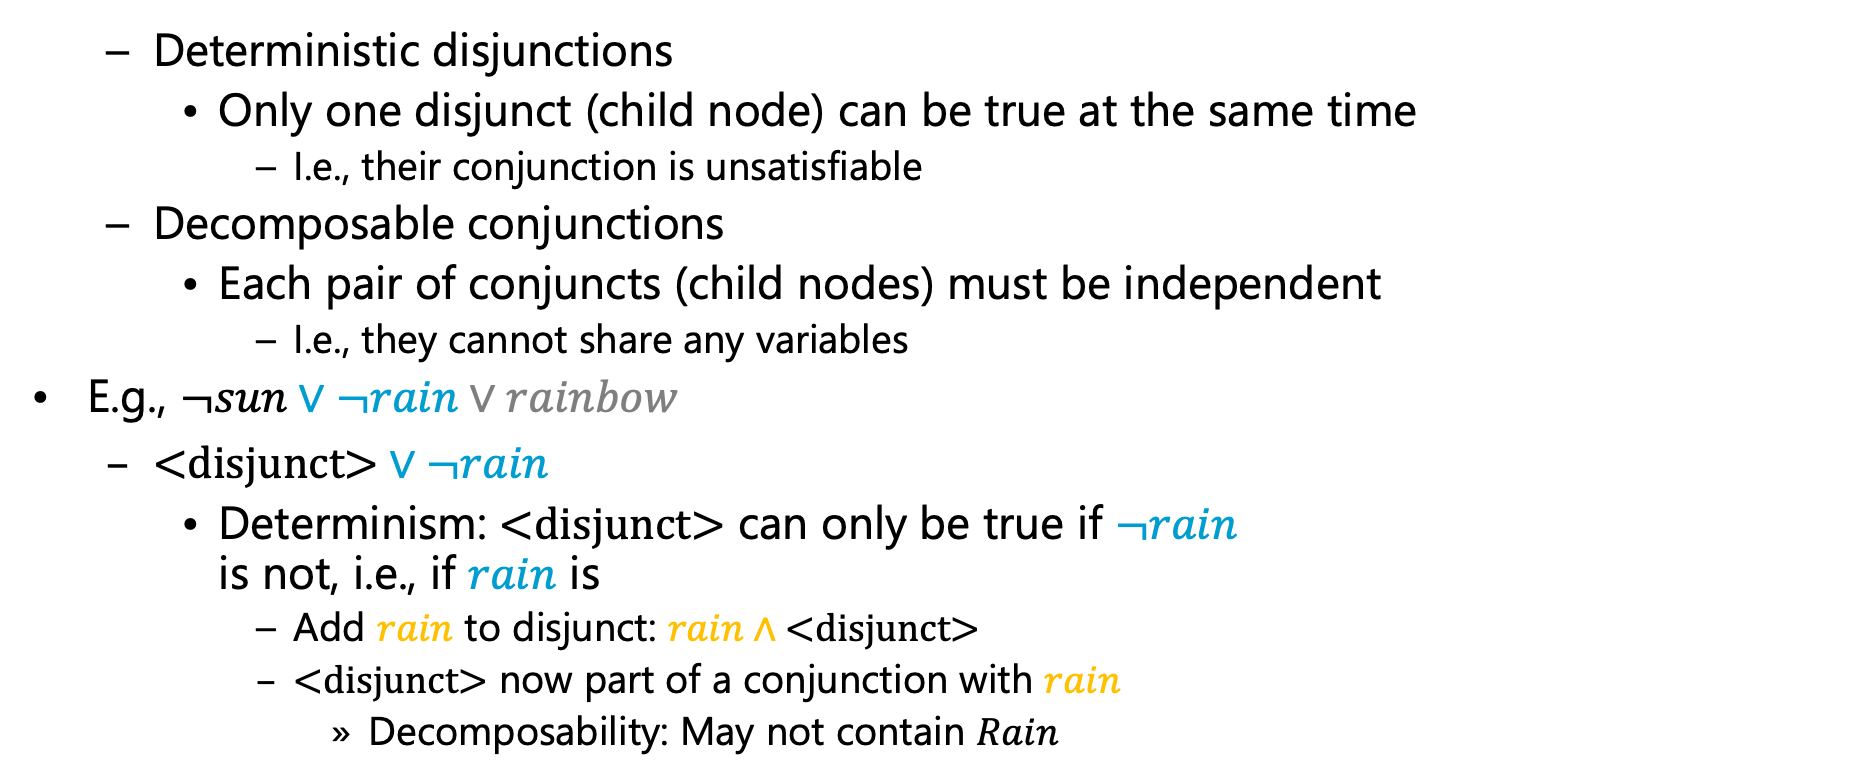 – Deterministic disjunctions
• Only one disjunct (child node) can be true at the same time
– I.e., their conjunction is unsatisfiable
– Decomposable conjunctions
• Each pair of conjuncts (child nodes) must be independent
– I.e., they cannot share any variables
• E.g., ¬sun ∨ ¬rain ∨ rainbow
– <disjunct> ∨ ¬rain
• Determinism: <disjunct> can only be true if ¬rain
is not, i.e., if rain is
– Add rain to disjunct: rain ∧ <disjunct>
– <disjunct> now part of a conjunction with rain
» Decomposability: May not contain Rain